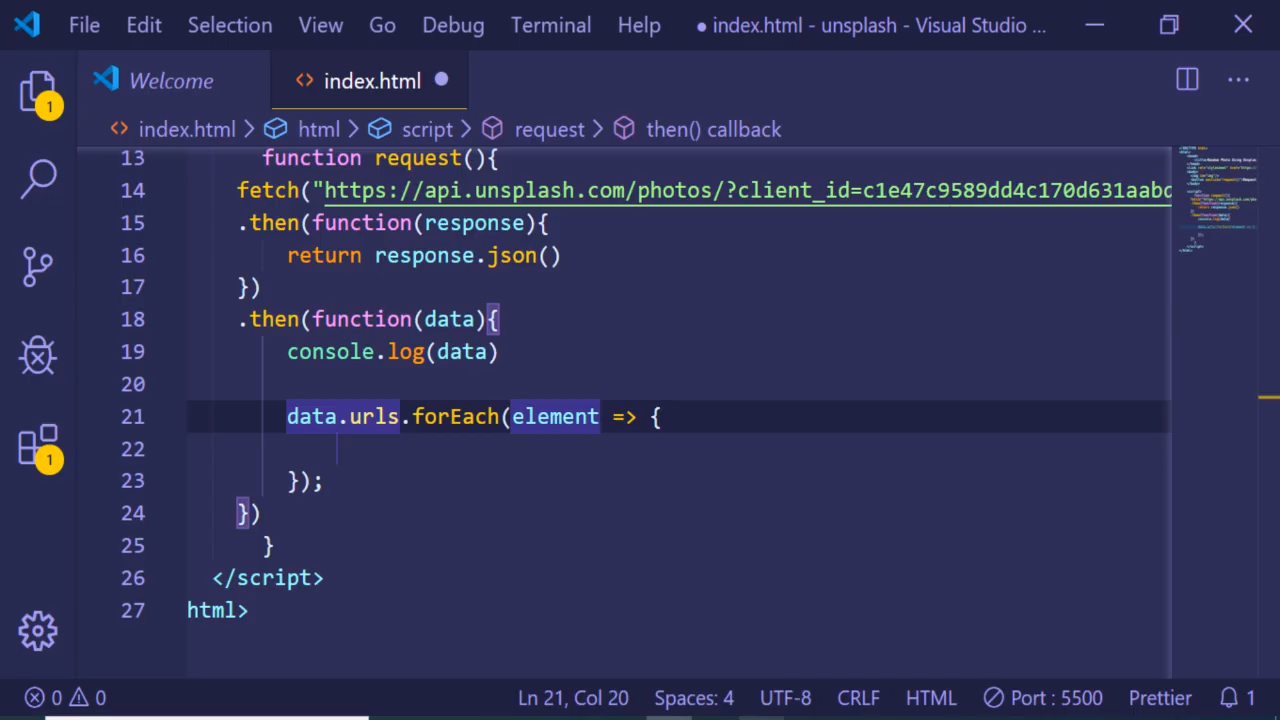 File Edit Selection View Go Debug Terminal Help ● index.html - unsplash - Visual Studio ...
Welcome index.html
index.html > html > script > request > then() callback
1
13 function request(){
14 fetch("https://api.unsplash.com/photos/?client_id=c1e47c9589dd4c170d631aabd
15 .then(function(response){
16 return response.json()
17 })
18 .then(function(data){
19 console.log(data)
20
21 data.urls.forEach(element => {
22
23 });
24 })
25 }
26 </script>
27 html>
1
0 0 Ln 21, Col 20 Spaces: 4 UTF-8 CRLF HTML Port : 5500 Prettier 1